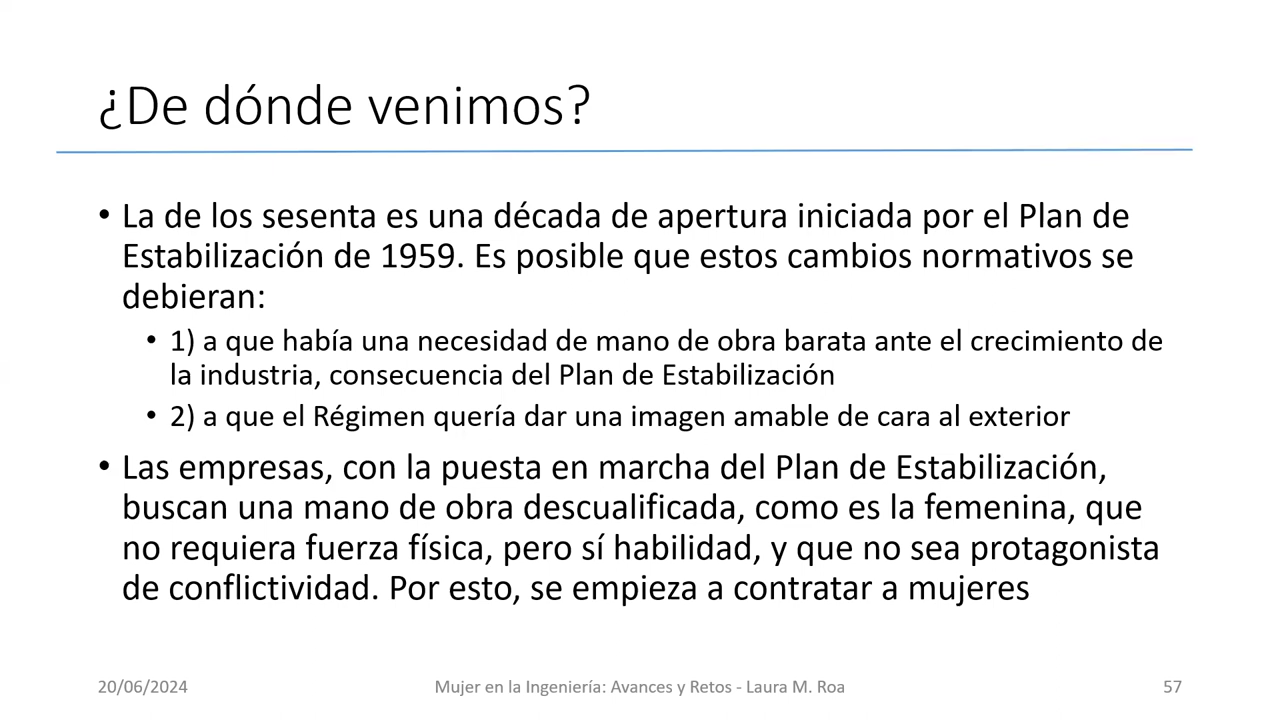 ¿De dónde venimos?
• La de los sesenta es una década de apertura iniciada por el Plan de
Estabilización de 1959. Es posible que estos cambios normativos se
debieran:
• 1) a que había una necesidad de mano de obra barata ante el crecimiento de
la industria, consecuencia del Plan de Estabilización
• 2) a que el Régimen quería dar una imagen amable de cara al exterior
• Las empresas, con la puesta en marcha del Plan de Estabilización,
buscan una mano de obra descualificada, como es la femenina, que
no requiera fuerza física, pero sí habilidad, y que no sea protagonista
de conflictividad. Por esto, se empieza a contratar a mujeres
20/06/2024
Mujer en la Ingeniería: Avances y Retos - Laura M. Roa
57